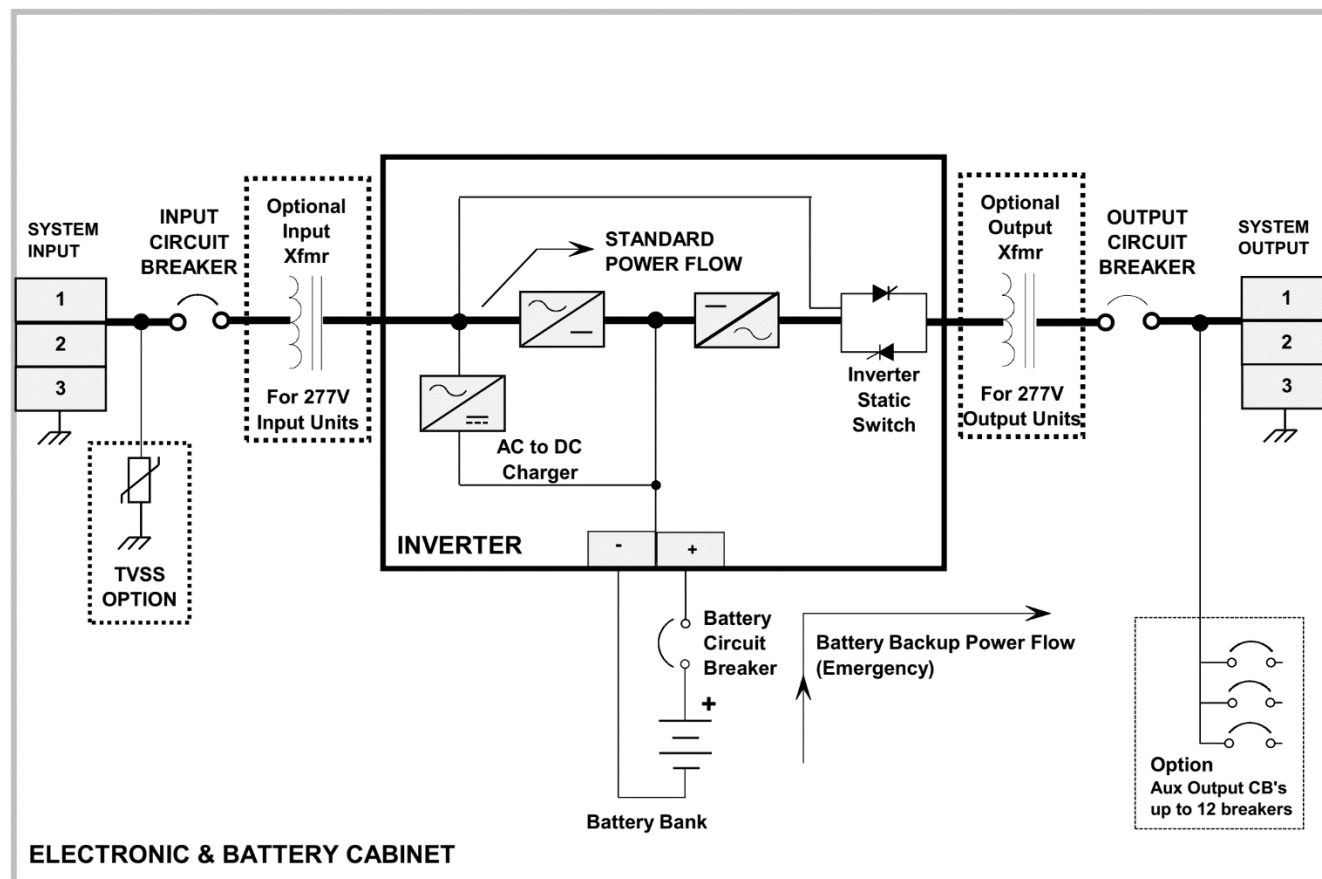 SYSTEM
INPUT
1
2
3
INPUT
CIRCUIT
BREAKER
Optional
Input
Xfmr
For 277V
Input Units
TVSS
OPTION
STANDARD
POWER FLOW
AC to DC
Charger
Inverter
Static
Switch
INVERTER
-
+
Optional
Output
Xfmr
For 277V
Output Units
OUTPUT
CIRCUIT
BREAKER
SYSTEM
OUTPUT
1
2
3
Battery
Circuit
Breaker
+
Battery Bank
Battery Backup Power Flow
(Emergency)
Option
Aux Output CB's
up to 12 breakers
ELECTRONIC & BATTERY CABINET